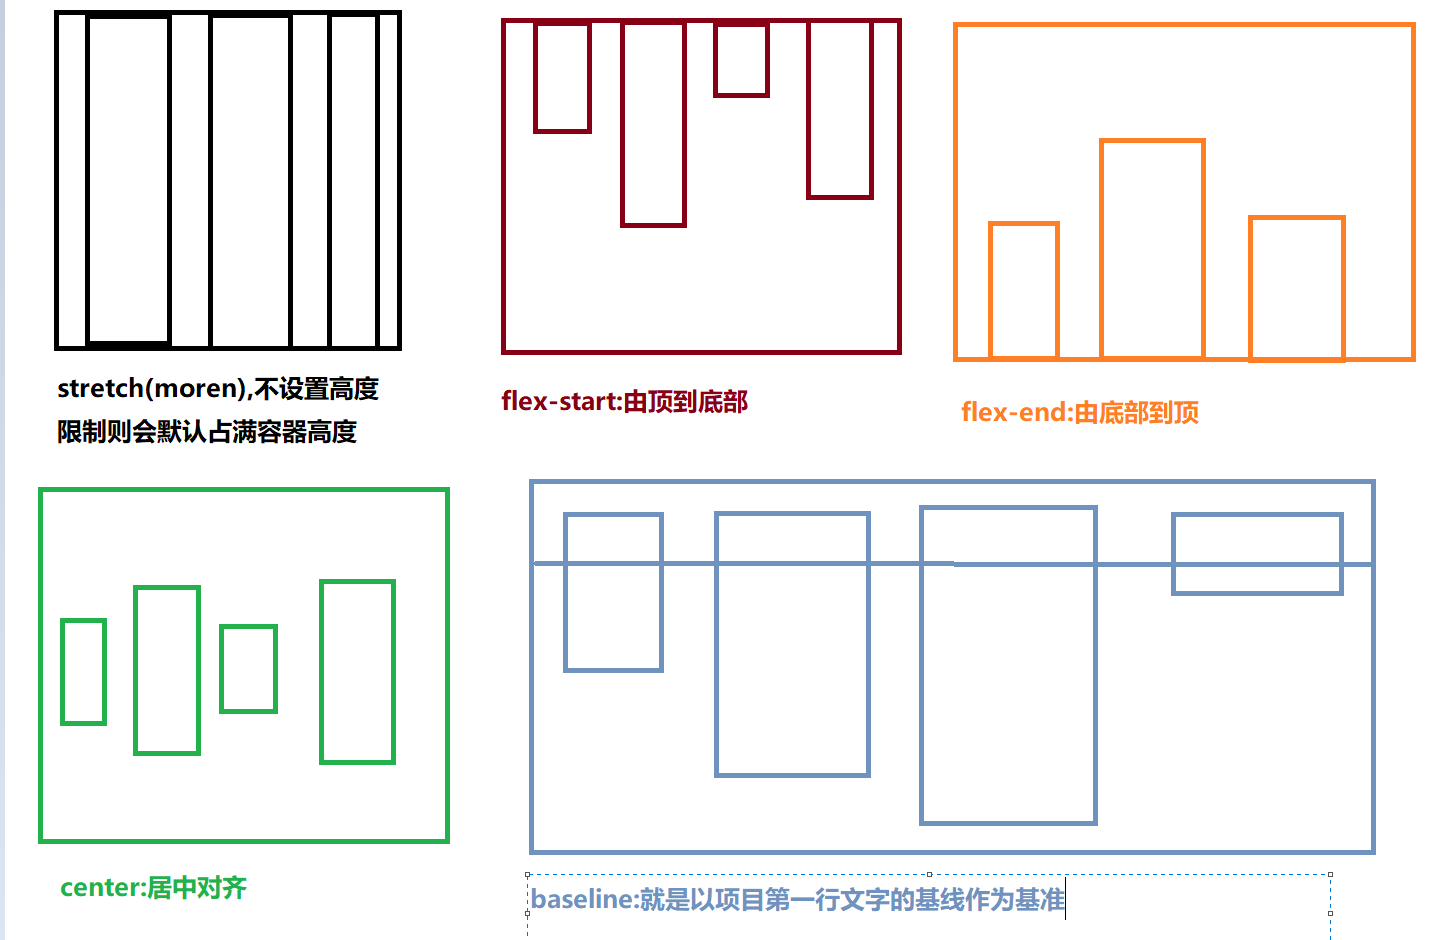 stretch(moren),不设置高度
限制则会默认占满容器高度
flex-start:由顶到底部
flex-end:由底部到顶
center:居中对齐
baseline:就是以项目第一行文字的基线作为基准